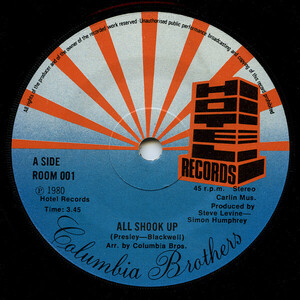 All rights of the producer and of the owner of the recorded work reserved. Unauthorised public performance broadcasting and copying of this record prohibited.
HOTEL
RECORDS
A SIDE
ROOM 001
℗ 1980
Hotel Records
Time: 3.45
45 r.p.m. Stereo
Carlin Mus.
Produced by
Steve Levine—
Simon Humphrey
ALL SHOOK UP
(Presley—Blackwell)
Arr. by Columbia Bros.
Columbia Brothers